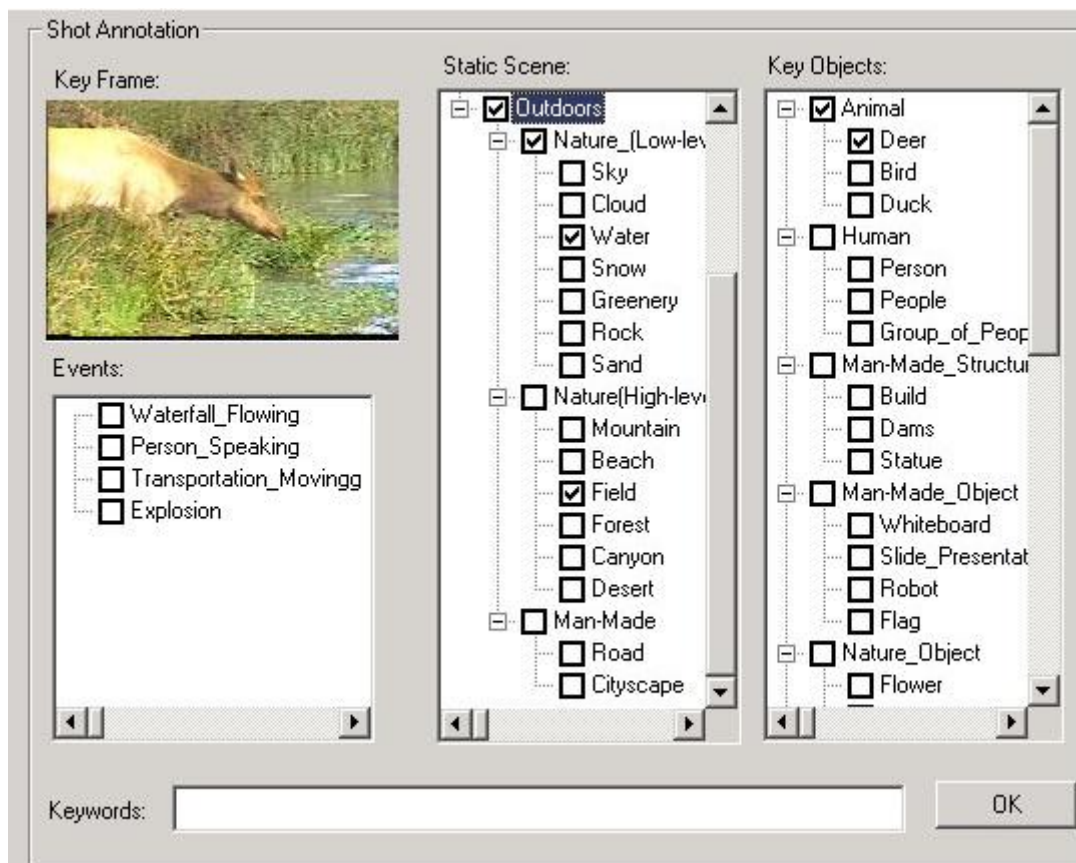 Shot Annotation
Key Frame:
Events:
Waterfall_Flowing
Person_Speaking
Transportation_Movingg
Explosion
Static Scene:
Outdoors
Nature_(Low-lev
Sky
Cloud
Water
Snow
Greenery
Rock
Sand
Nature(High-leve
Mountain
Beach
Field
Forest
Canyon
Desert
Man-Made
Road
Cityscape
Key Objects:
Animal
Deer
Bird
Duck
Human
Person
People
Group_of_Peop
Man-Made_Structu
Build
Dams
Statue
Man-Made_Object
Whiteboard
Slide_Presentat
Robot
Flag
Nature_Object
Flower
Keywords:
OK